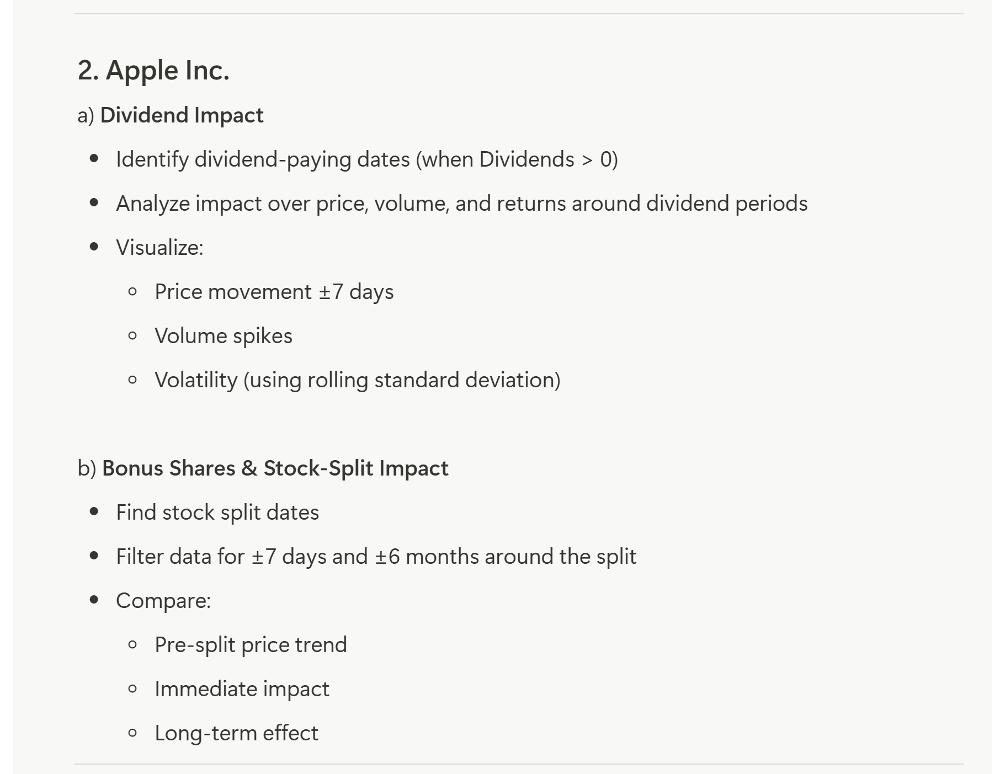 2. Apple Inc.
a) Dividend Impact
• Identify dividend-paying dates (when Dividends > 0)
• Analyze impact over price, volume, and returns around dividend periods
• Visualize:
○ Price movement ±7 days
○ Volume spikes
○ Volatility (using rolling standard deviation)
b) Bonus Shares & Stock-Split Impact
• Find stock split dates
• Filter data for ±7 days and ±6 months around the split
• Compare:
○ Pre-split price trend
○ Immediate impact
○ Long-term effect